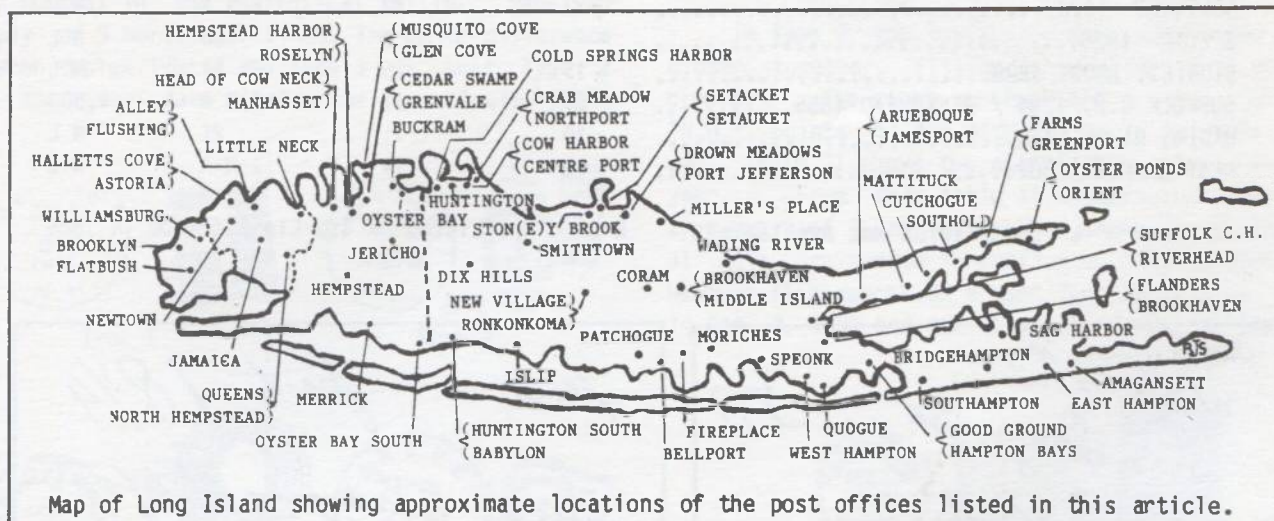 HEMPSTEAD HARBOR)
ROSELYN)
(MUSQUITO COVE
(GLEN COVE
COLD SPRINGS HARBOR
HEAD OF COW NECK)
MANHASSET)
(CEDAR SWAMP
(GRENVALE
(CRAB MEADOW
(NORTHPORT
(SETACKET
(SETAUKET
ALLEY)
FLUSHING)
BUCKRAM
(COW HARBOR
(CENTRE PORT
(ARUEBOQUE
(JAMESPORT
(FARMS
(GREENPORT
LITTLE NECK
(DROWN MEADOWS
(PORT JEFFERSON
HALLETTS COVE)
ASTORIA)
MATTITUCK
(OYSTER PONDS
(ORIENT
HUNTINGTON
CUTCHOGUE
WILLIAMSBURG
OYSTER BAY
STON(E)Y BROOK
MILLER'S PLACE
SOUTHOLD
(SUFFOLK C.H.
(RIVERHEAD
BROOKLYN
JERICHO
SMITHTOWN
WADING RIVER
FLATBUSH
DIX HILLS
CORAM
(BROOKHAVEN
(MIDDLE ISLAND
(FLANDERS
(BROOKHAVEN
HEMPSTEAD
NEW VILLAGE)
RONKONKOMA)
NEWTOWN
PATCHOGUE
MORICHES
SAG HARBOR
JAMAICA
SPEONK
BRIDGEHAMPTON
PJS
ISLIP
AMAGANSETT
QUEENS)
NORTH HEMPSTEAD)
MERRICK
SOUTHAMPTON
EAST HAMPTON
OYSTER BAY SOUTH
(HUNTINGTON SOUTH
(BABYLON
FIREPLACE
BELLPORT
QUOGUE
WEST HAMPTON
(GOOD GROUND
(HAMPTON BAYS
Map of Long Island showing approximate locations of the post offices listed in this article.